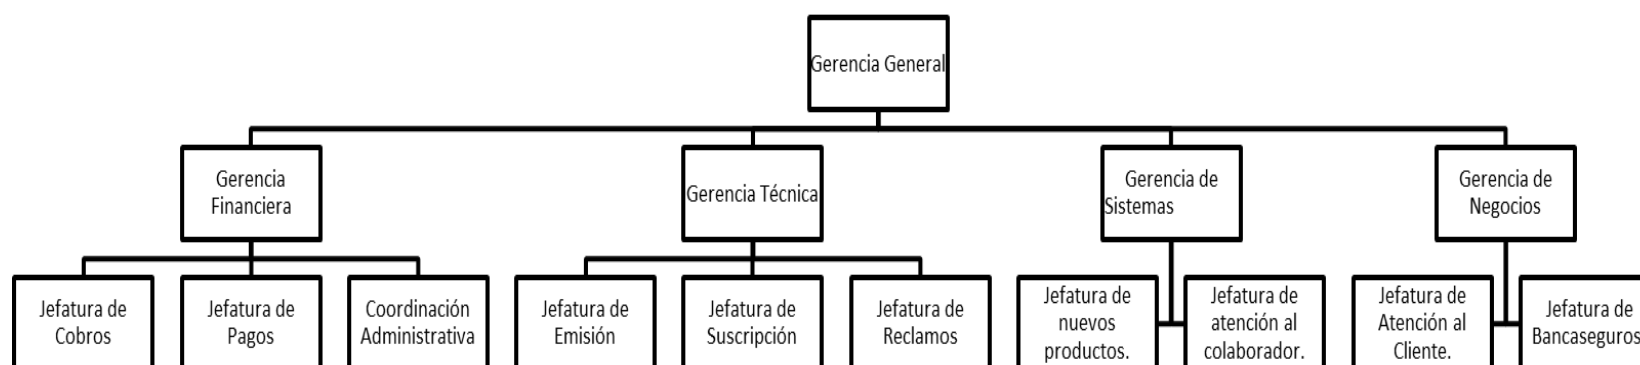 Gerencia General
Gerencia
Financiera
Gerencia Técnica
Gerencia de
Sistemas
Gerencia de
Negocios
Jefatura de
Cobros
Jefatura de
Pagos
Coordinación
Administrativa
Jefatura de
Emisión
Jefatura de
Suscripción
Jefatura de
Reclamos
Jefatura de
nuevos
productos.
Jefatura de
atención al
colaborador.
Jefatura de
Atención al
Cliente.
Jefatura de
Bancaseguros